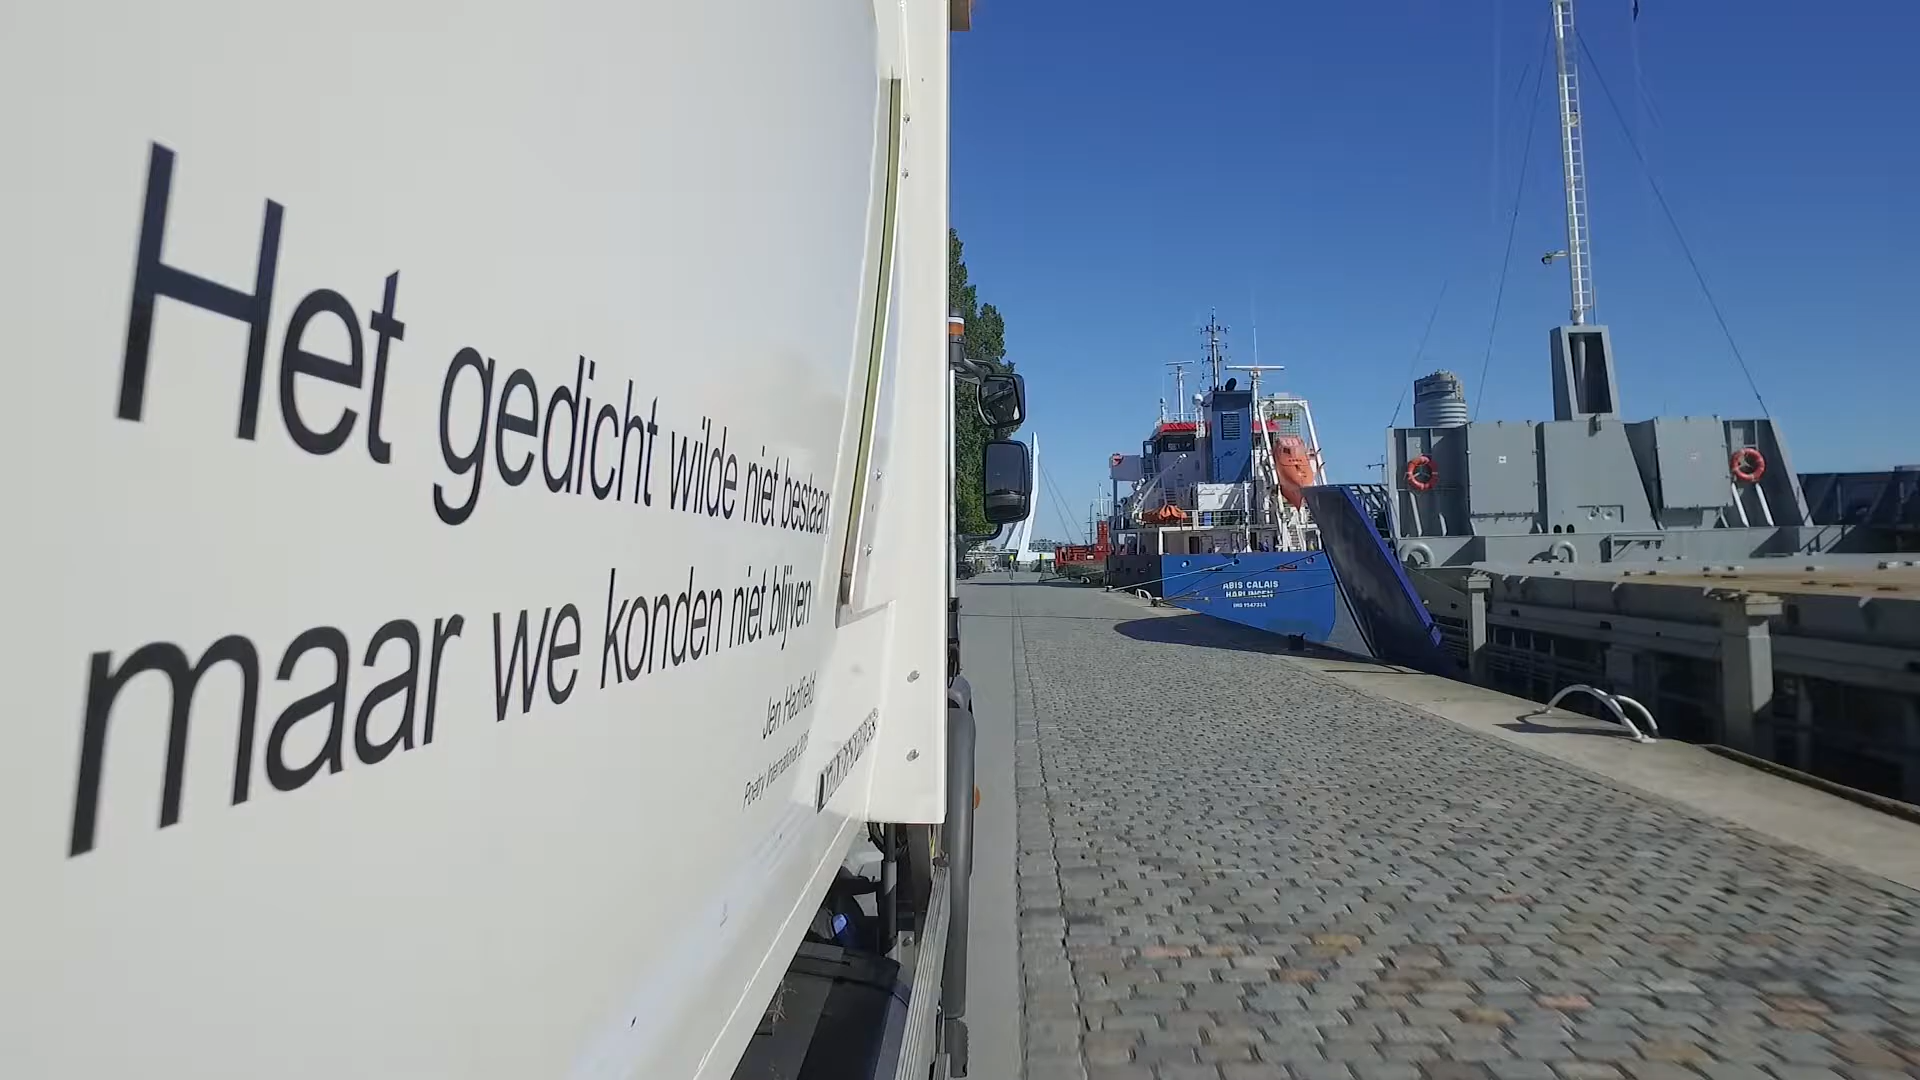 Het gedicht wilde niet bestaan,
maar we konden niet blijven
Jen Hadfield
Poetry International
ABIS CALAIS
HARLINGEN